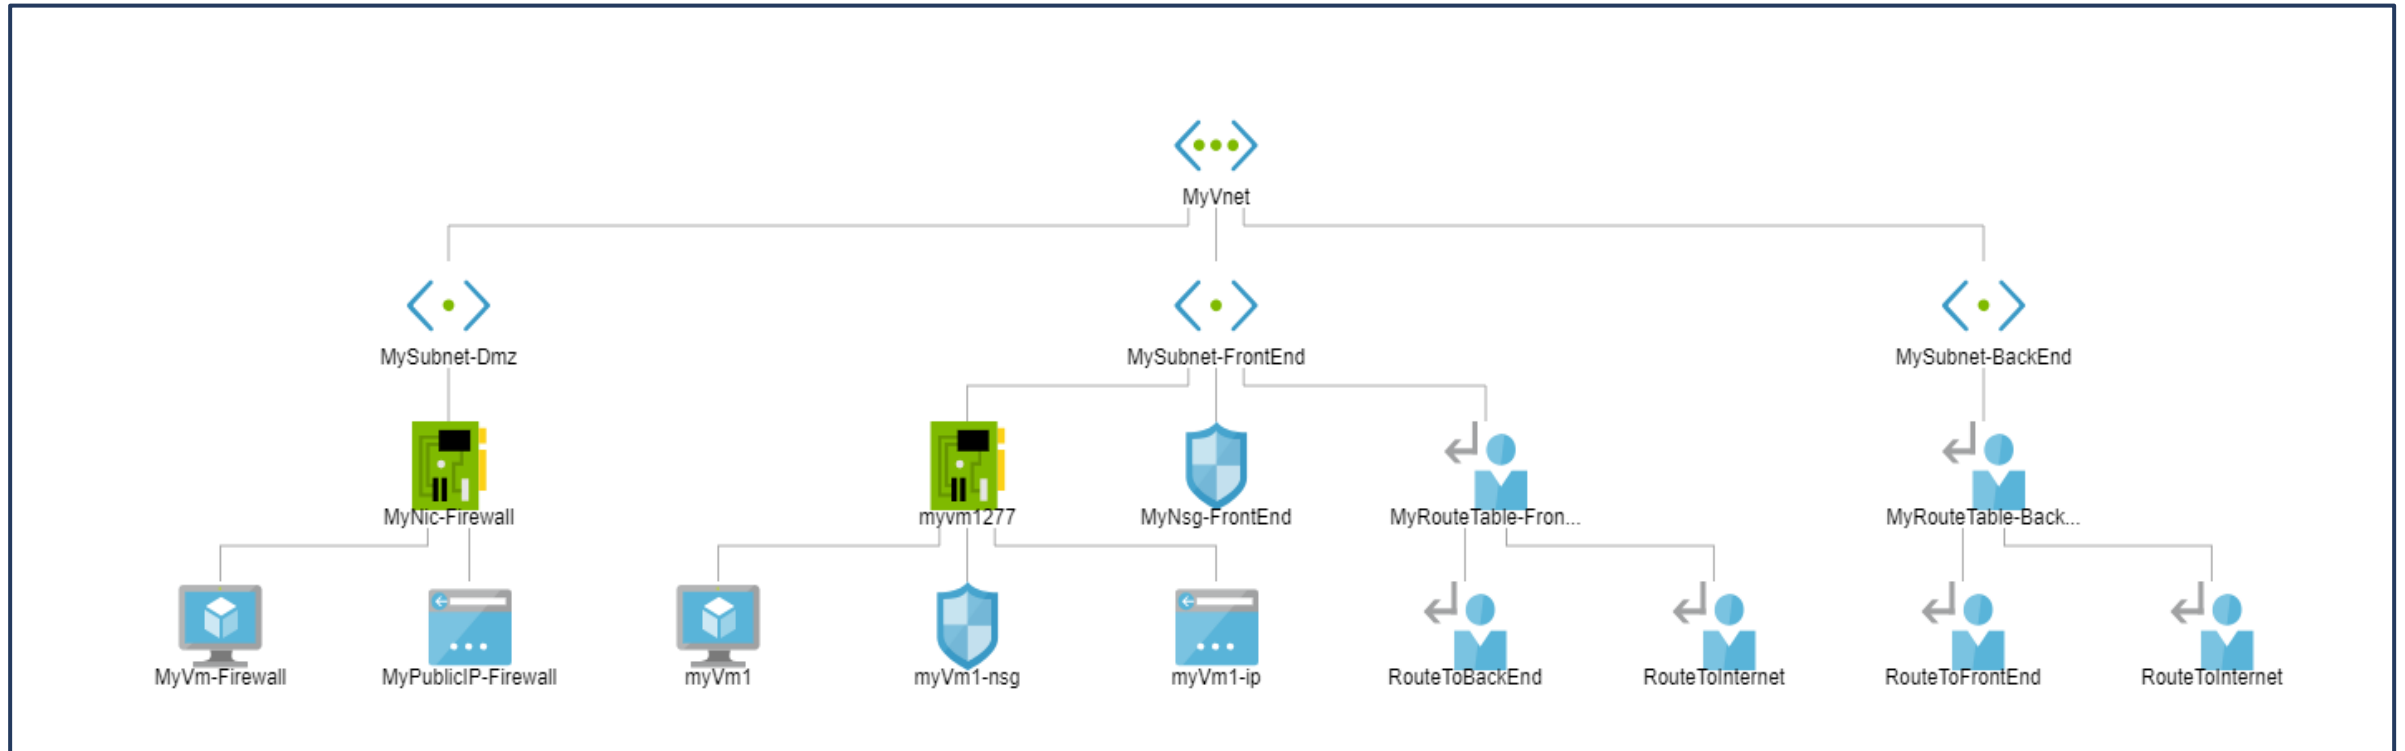 MyVnet
MySubnet-Dmz
MySubnet-FrontEnd
MySubnet-BackEnd
MyNic-Firewall
myvm1277
MyNsg-FrontEnd
MyRouteTable-Fron...
MyRouteTable-Back...
MyVm-Firewall
MyPublicIP-Firewall
myVm1
myVm1-nsg
myVm1-ip
RouteToBackEnd
RouteToInternet
RouteToFrontEnd
RouteToInternet